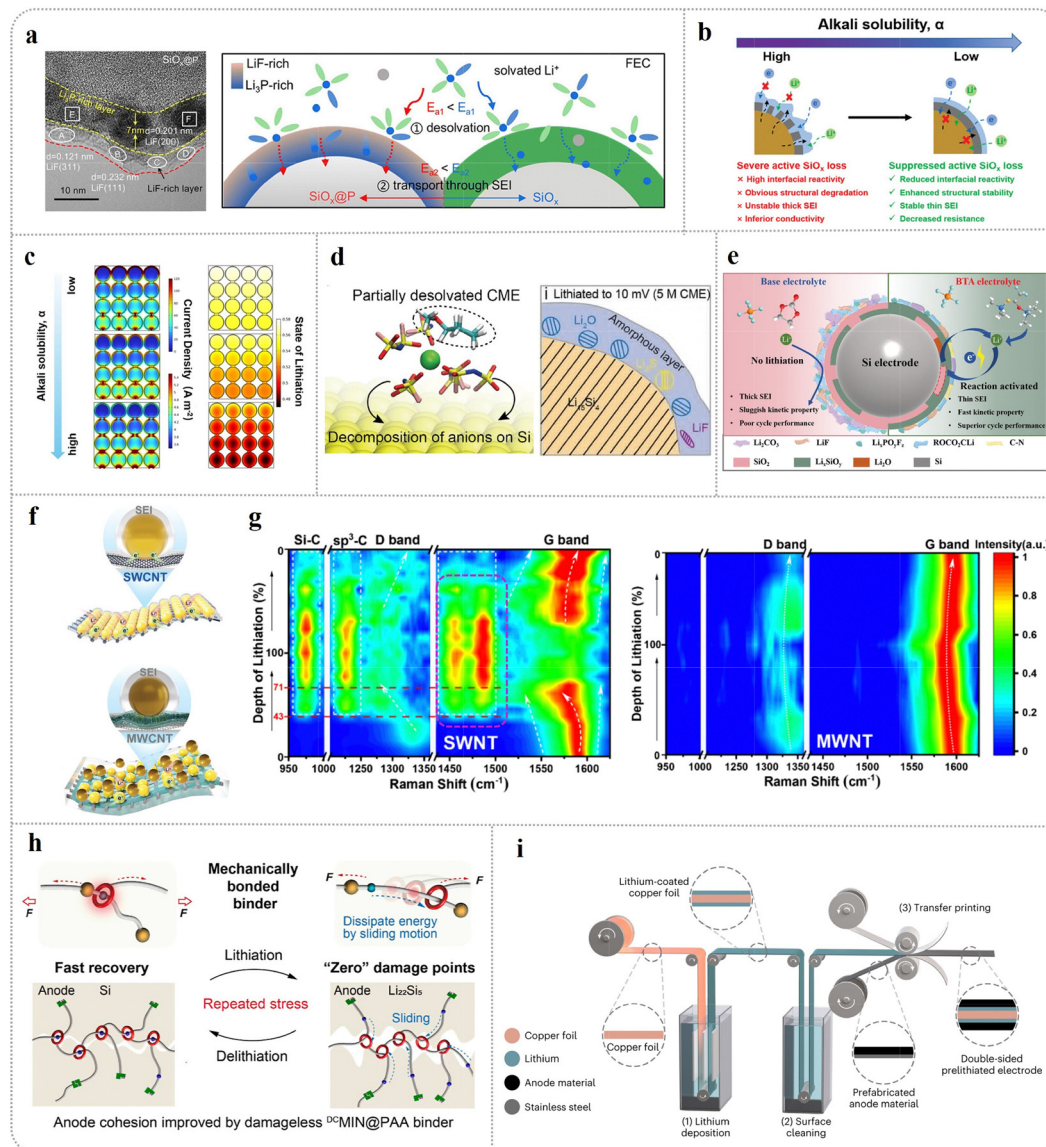 a
SiOx@P
Li3P-rich layer
E
F
7nm
d=0.201 nm
LiF(200)
A
B
C
D
d=0.121 nm
LiF(311)
d=0.232 nm
LiF(111)
LiF-rich layer
10 nm
LiF-rich
Li3P-rich
solvated Li+
FEC
Ea1 < Ea1
① desolvation
Ea2 < Ea2
② transport through SEI
SiOx@P
SiOx
b
Alkali solubility, α
High
Low
e-
Li+
e-
Li+
Severe active SiOx loss
× High interfacial reactivity
× Obvious structural degradation
× Unstable thick SEI
× Inferior conductivity
Suppressed active SiOx loss
✓ Reduced interfacial reactivity
✓ Enhanced structural stability
✓ Stable thin SEI
✓ Decreased resistance
c
Alkali solubility, α
low
high
Current Density (A m-2)
State of Lithiation
d
Partially desolvated CME
Decomposition of anions on Si
i
Lithiated to 10 mV (5 M CME)
Li2O
Amorphous layer
Li15Si4
LiF
e
Base electrolyte
BTA electrolyte
Li+
No lithiation
Si electrode
Li+
e-
Reaction activated
• Thick SEI
• Sluggish kinetic property
• Poor cycle performance
• Thin SEI
• Fast kinetic property
• Superior cycle performance
Li2CO3
LiF
LixPO2Fz
ROCO2CLi
C-N
SiO2
LixSiOy
Li2O
Si
f
SEI
SWCNT
SEI
MWCNT
g
Si-C
sp3-C
D band
G band
D band
G band
Intensity(a.u.)
Depth of Lithiation (%)
0
100
71
43
0
SWNT
950 1000
1250
1300 1350
1450 1500
1550 1600
Raman Shift (cm-1)
Depth of Lithiation (%)
0
100
0
MWNT
950 1000
1250
1300 1350
1450 1500
1550 1600
Raman Shift (cm-1)
1
0.8
0.6
0.4
0.2
0
h
F
F
Mechanically
bonded
binder
F
F
Dissipate energy
by sliding motion
Fast recovery
Lithiation
"Zero" damage points
Anode
Si
Repeated stress
Anode
Li22Si5
Sliding
Delithiation
Anode cohesion improved by damageless DCMIN@PAA binder
i
Lithium-coated
copper foil
(3) Transfer printing
Copper foil
Copper foil
Lithium
Anode material
Stainless steel
Prefabricated
anode material
Double-sided
prelithiated electrode
(1) Lithium
deposition
(2) Surface
cleaning